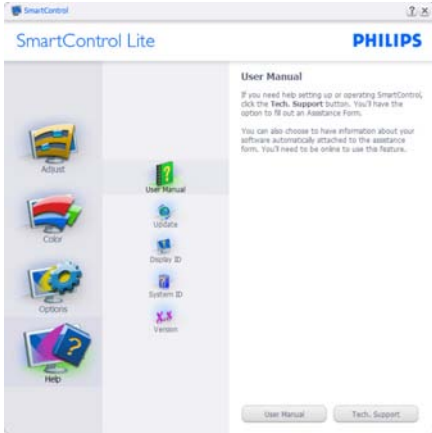 SmartControl
SmartControl Lite
PHILIPS
Adjust
Color
Options
Help
User Manual
Update
Display ID
System ID
Version
User Manual
If you need help setting up or operating SmartControl,
click the Tech. Support button. You'll have the
option to fill out an Assistance Form.
You can also choose to have information about your
software automatically attached to the assistance
form. You'll need to be online to use this feature.
User Manual
Tech. Support